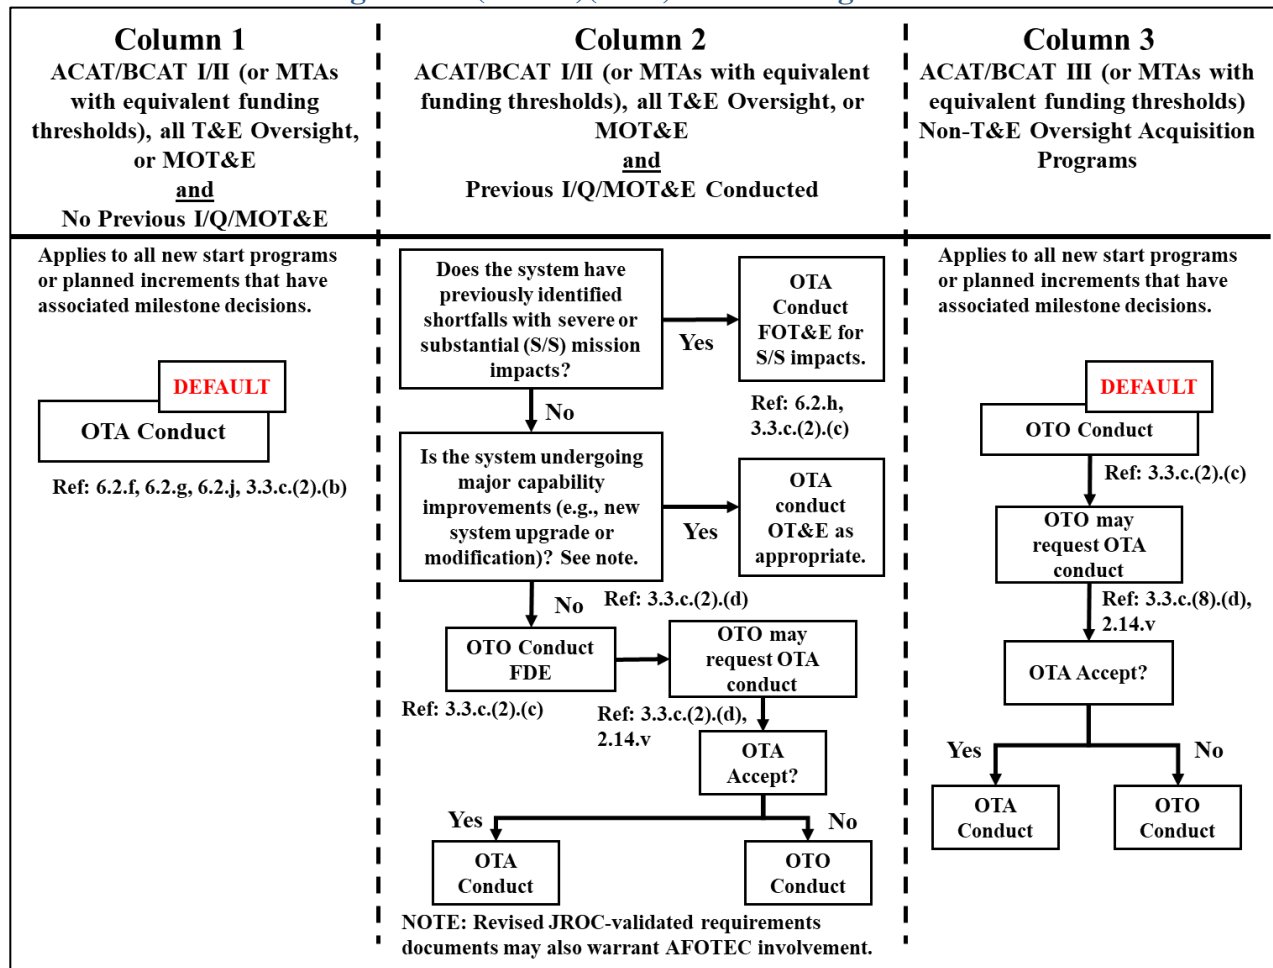 Column 1
ACAT/BCAT I/II (or MTAs
with equivalent funding
thresholds), all T&E Oversight,
or MOT&E
and
No Previous I/Q/MOT&E
Applies to all new start programs
or planned increments that have
associated milestone decisions.
DEFAULT
OTA Conduct
Ref: 6.2.f, 6.2.g, 6.2.j, 3.3.c.(2).(b)
Column 2
ACAT/BCAT I/II (or MTAs with equivalent
funding thresholds), all T&E Oversight, or
MOT&E
and
Previous I/Q/MOT&E Conducted
Does the system have
previously identified
shortfalls with severe or
substantial (S/S) mission
impacts?
Yes
OTA
Conduct
FOT&E for
S/S impacts.
Ref: 6.2.h,
3.3.c.(2).(c)
No
Is the system undergoing
major capability
improvements (e.g., new
system upgrade or
modification)? See note.
Yes
OTA
conduct
OT&E as
appropriate.
Ref: 3.3.c.(2).(d)
No
OTO Conduct
FDE
Ref: 3.3.c.(2).(c)
OTO may
request OTA
conduct
Ref: 3.3.c.(2).(d),
2.14.v
OTA
Accept?
Yes
No
OTA
Conduct
OTO
Conduct
NOTE: Revised JROC-validated requirements
documents may also warrant AFOTEC involvement.
Column 3
ACAT/BCAT III (or MTAs with
equivalent funding thresholds)
Non-T&E Oversight Acquisition
Programs
Applies to all new start programs
or planned increments that have
associated milestone decisions.
DEFAULT
OTO Conduct
Ref: 3.3.c.(2).(c)
OTO may
request OTA
conduct
Ref: 3.3.c.(8).(d),
2.14.v
OTA Accept?
Yes
No
OTA
Conduct
OTO
Conduct